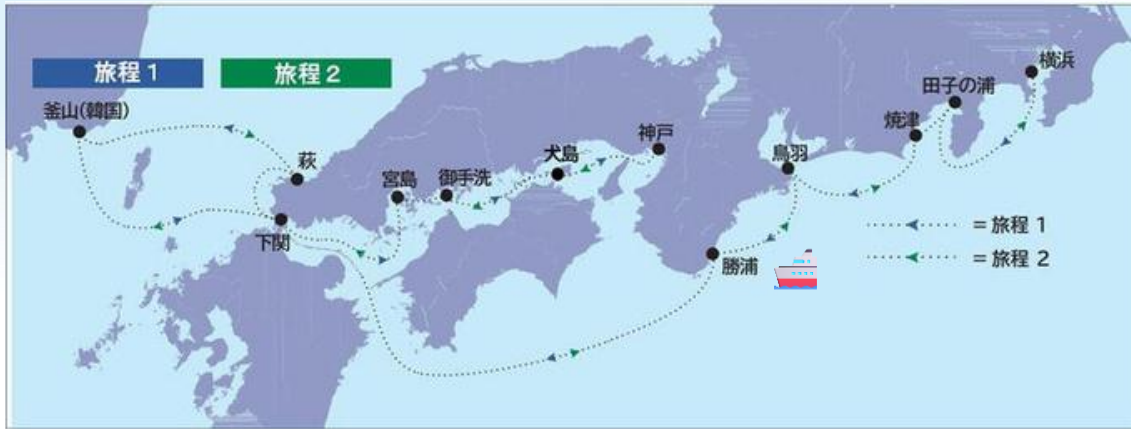 旅程 1
旅程 2
横浜
田子の浦
釜山(韓国)
焼津
神戸
犬島
鳥羽
萩
宮島
御手洗
= 旅程 1
下関
= 旅程 2
勝浦